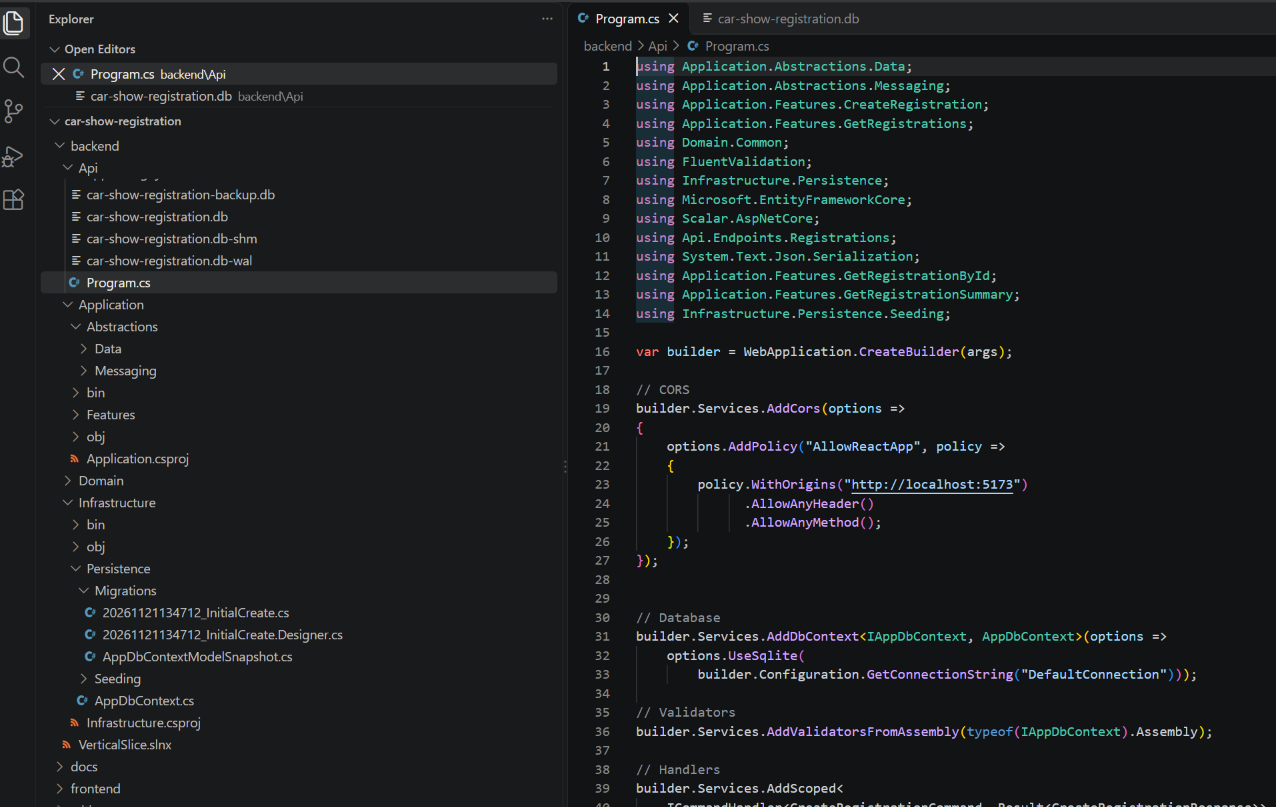 Explorer
Open Editors
Program.cs backend\Api
car-show-registration.db backend\Api
car-show-registration
backend
Api
car-show-registration-backup.db
car-show-registration.db
car-show-registration.db-shm
car-show-registration.db-wal
Program.cs
Application
Abstractions
Data
Messaging
bin
Features
obj
Application.csproj
Domain
Infrastructure
bin
obj
Persistence
Migrations
20261121134712_InitialCreate.cs
20261121134712_InitialCreate.Designer.cs
AppDbContextModelSnapshot.cs
Seeding
AppDbContext.cs
Infrastructure.csproj
VerticalSlice.slnx
docs
frontend
Program.cs
car-show-registration.db
backend > Api > Program.cs
1 using Application.Abstractions.Data;
2 using Application.Abstractions.Messaging;
3 using Application.Features.CreateRegistration;
4 using Application.Features.GetRegistrations;
5 using Domain.Common;
6 using FluentValidation;
7 using Infrastructure.Persistence;
8 using Microsoft.EntityFrameworkCore;
9 using Scalar.AspNetCore;
10 using Api.Endpoints.Registrations;
11 using System.Text.Json.Serialization;
12 using Application.Features.GetRegistrationById;
13 using Application.Features.GetRegistrationSummary;
14 using Infrastructure.Persistence.Seeding;
15
16 var builder = WebApplication.CreateBuilder(args);
17
18 // CORS
19 builder.Services.AddCors(options =>
20 {
21 options.AddPolicy("AllowReactApp", policy =>
22 {
23 policy.WithOrigins("http://localhost:5173")
24 .AllowAnyHeader()
25 .AllowAnyMethod();
26 });
27 });
28
29
30 // Database
31 builder.Services.AddDbContext<IAppDbContext, AppDbContext>(options =>
32 options.UseSqlite(
33 builder.Configuration.GetConnectionString("DefaultConnection")));
34
35 // Validators
36 builder.Services.AddValidatorsFromAssembly(typeof(IAppDbContext).Assembly);
37
38 // Handlers
39 builder.Services.AddScoped<
40 ICommandHandler<CreateRegistrationCommand, Result<CreateRegistrationResponse>>